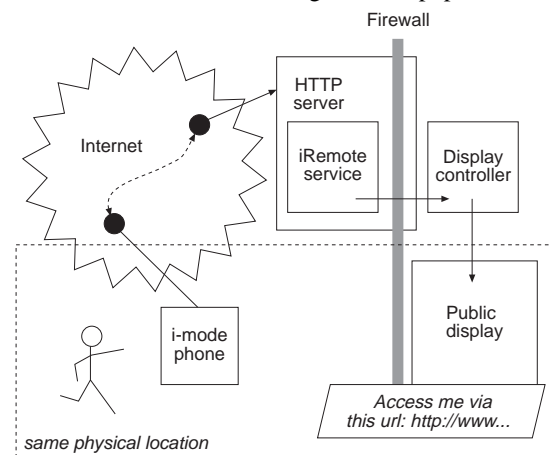 Firewall
HTTP
server
Internet
iRemote
service
Display
controller
i-mode
phone
Public
display
Access me via
this url: http://www...
same physical location